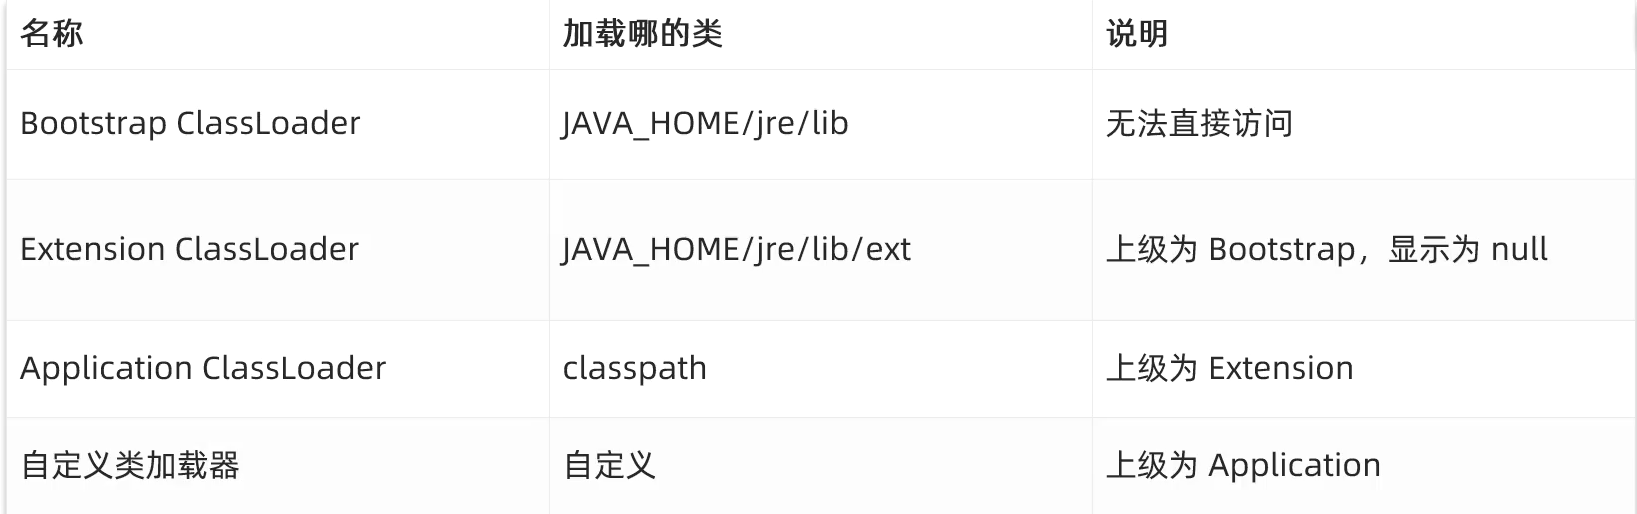 名称 加载哪的类 说明
Bootstrap ClassLoader JAVA_HOME/jre/lib 无法直接访问
Extension ClassLoader JAVA_HOME/jre/lib/ext 上级为 Bootstrap，显示为 null
Application ClassLoader classpath 上级为 Extension
自定义类加载器 自定义 上级为 Application